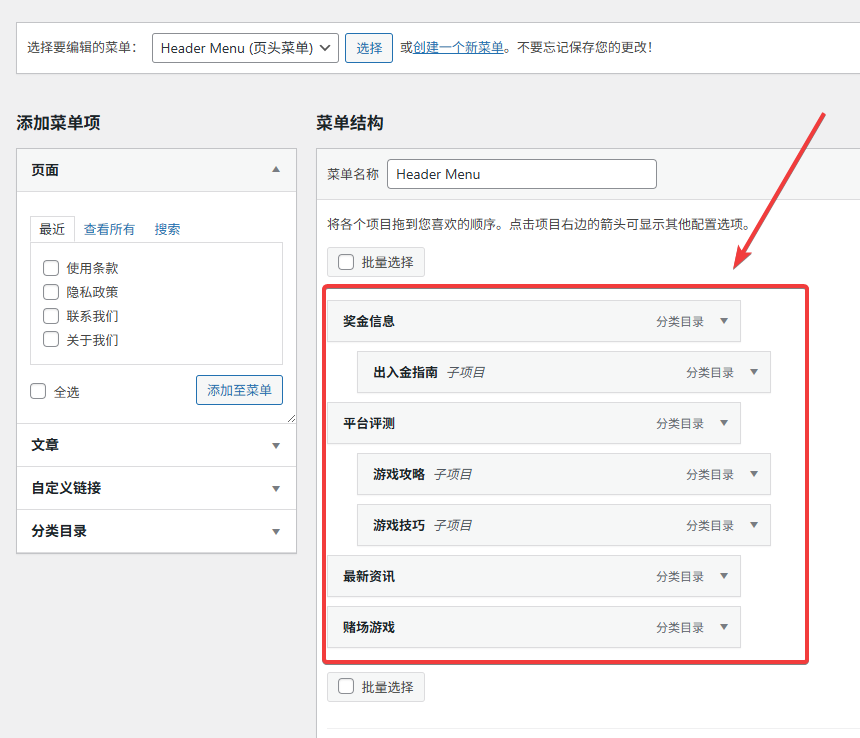 选择要编辑的菜单： Header Menu (页头菜单) 选择 或创建一个新菜单。不要忘记保存您的更改！
添加菜单项
页面
最近 查看所有 搜索
使用条款
隐私政策
联系我们
关于我们
全选 添加至菜单
文章
自定义链接
分类目录
菜单结构
菜单名称 Header Menu
将各个项目拖到您喜欢的顺序。点击项目右边的箭头可显示其他配置选项。
批量选择
奖金信息 分类目录
出入金指南 子项目 分类目录
平台评测 分类目录
游戏攻略 子项目 分类目录
游戏技巧 子项目 分类目录
最新资讯 分类目录
赌场游戏 分类目录
批量选择